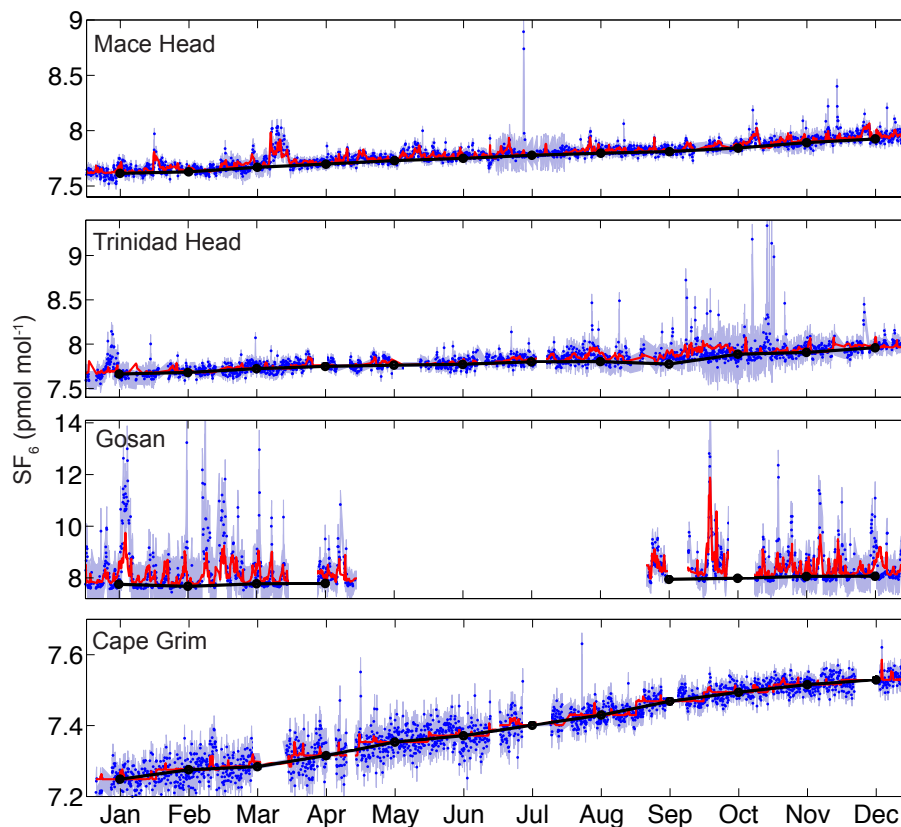 9
Mace Head
8.5
8
7.5
Trinidad Head
9
8.5
8
7.5
SF6 (pmol mol-1)
14
Gosan
12
10
8
Cape Grim
7.6
7.4
7.2
Jan Feb Mar Apr May Jun Jul Aug Sep Oct Nov Dec